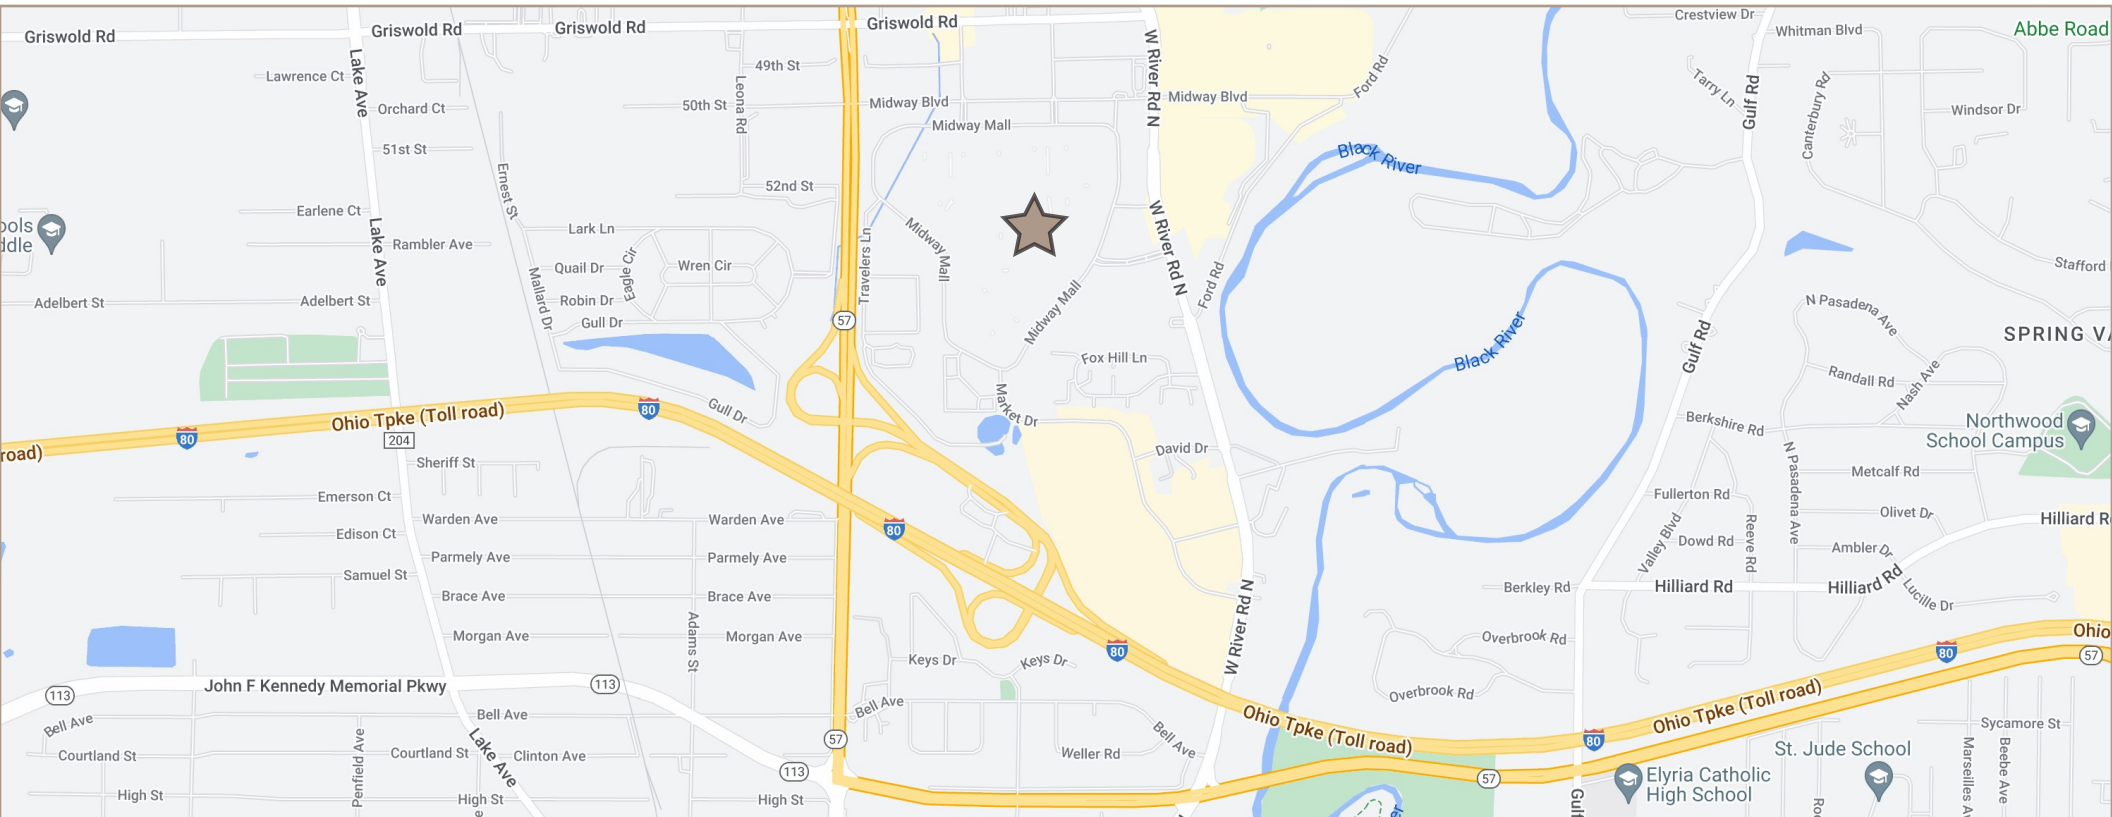 Griswold Rd
Griswold Rd
Griswold Rd
Griswold Rd
Crestview Dr
Whitman Blvd
Abbe Road
Lake Ave
Lawrence Ct
49th St
W River Rd N
Ford Rd
Tarry Ln
Gulf Rd
Canterbury Rd
Windsor Dr
Orchard Ct
50th St
Leona Rd
Midway Blvd
Midway Blvd
Midway Mall
51st St
Black River
Ernest St
52nd St
Earlene Ct
Lake Ave
ools
ddle
Rambler Ave
Lark Ln
Eagle Cir
Wren Cir
Quail Dr
Travelers Ln
Midway Mall
W River Rd N
Ford Rd
Stafford
Adelbert St
Adelbert St
Mallard Dr
Robin Dr
Gull Dr
57
Midway Mall
Black River
Gulf Rd
N Pasadena Ave
SPRING VA
Fox Hill Ln
Randall Rd
Nash Ave
Ohio Tpke (Toll road)
80
80
204
road)
Gull Dr
Market Dr
Berkshire Rd
Northwood
School Campus
David Dr
N Pasadena Ave
Metcalf Rd
Sheriff St
Emerson Ct
Warden Ave
Warden Ave
80
Fullerton Rd
Olivet Dr
Hilliard R
Edison Ct
Valley Blvd
Dowd Rd
Reeve Rd
Ambler Dr
Parmely Ave
Parmely Ave
Samuel St
Brace Ave
Brace Ave
Berkley Rd
Hilliard Rd
Hilliard Rd
Lucille Dr
Morgan Ave
Adams St
Morgan Ave
W River Rd N
Overbrook Rd
Ohio
80
80
57
Keys Dr
Keys Dr
113
John F Kennedy Memorial Pkwy
113
Overbrook Rd
Ohio Tpke (Toll road)
Bell Ave
Bell Ave
Bell Ave
Bell Ave
Ohio Tpke (Toll road)
80
Sycamore St
57
Courtland St
Penfield Ave
Courtland St
Lake Ave
Clinton Ave
Weller Rd
St. Jude School
Marseilles A
Beebe Ave
113
57
Elyria Catholic
High School
High St
High St
High St
Gulf
Ro
er